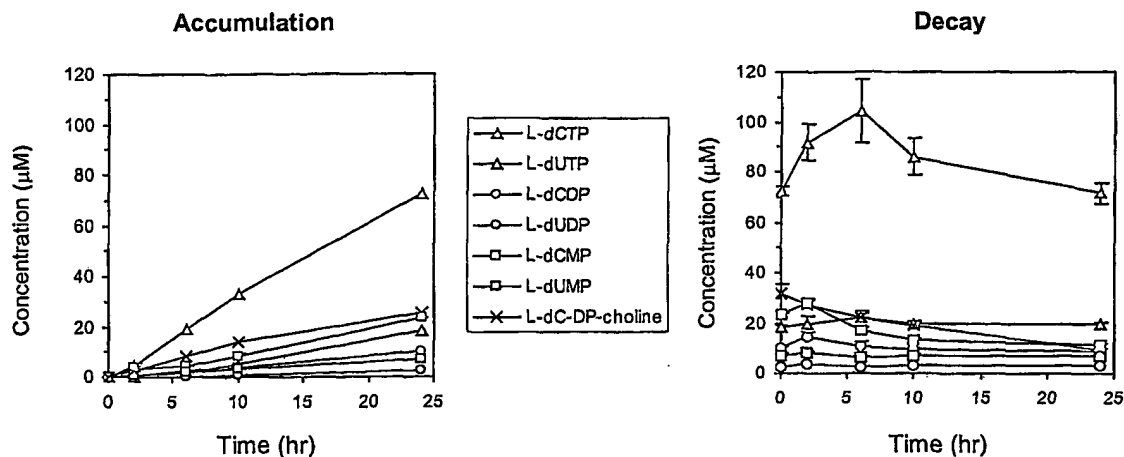 Accumulation
Concentration (μM)
120
100
80
60
40
20
0
0 5 10 15 20 25
Time (hr)
L-dCTP
L-dUTP
L-dCDP
L-dUDP
L-dCMP
L-dUMP
L-dC-DP-choline
Decay
Concentration (μM)
120
100
80
60
40
20
0
0 5 10 15 20 25
Time (hr)